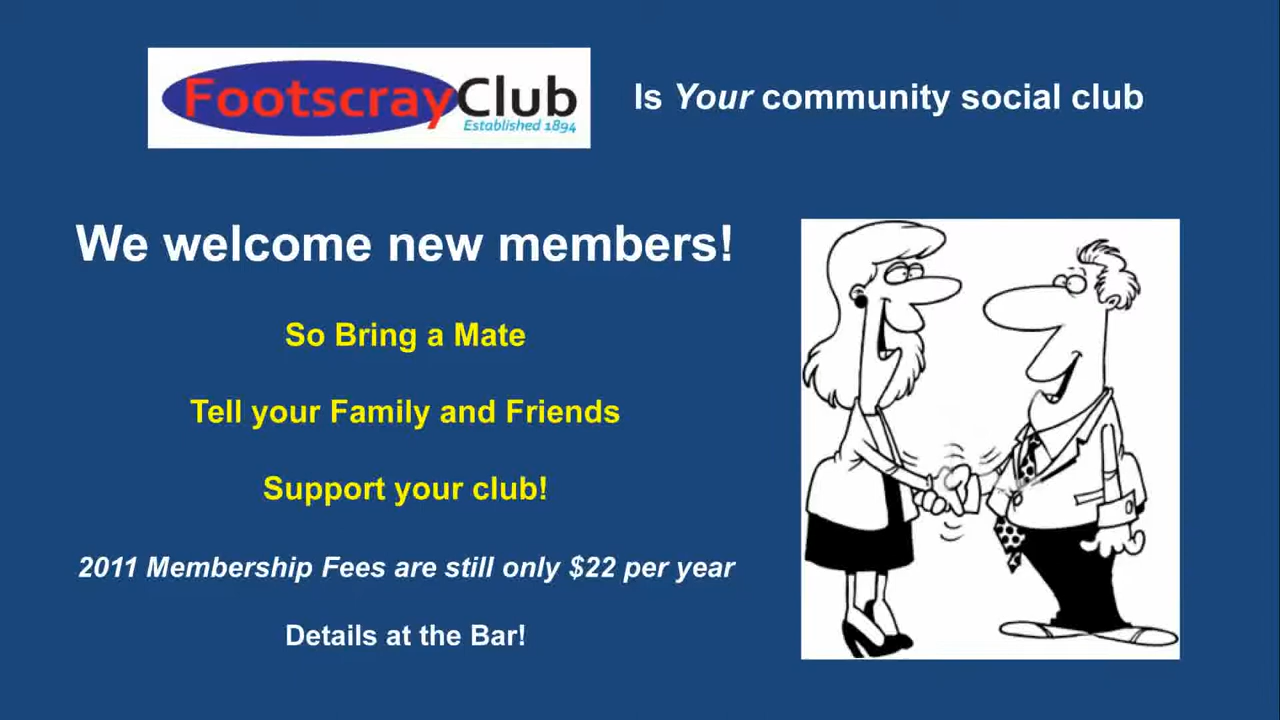 FootscrayClub
Established 1894
Is Your community social club
We welcome new members!
So Bring a Mate
Tell your Family and Friends
Support your club!
2011 Membership Fees are still only $22 per year
Details at the Bar!